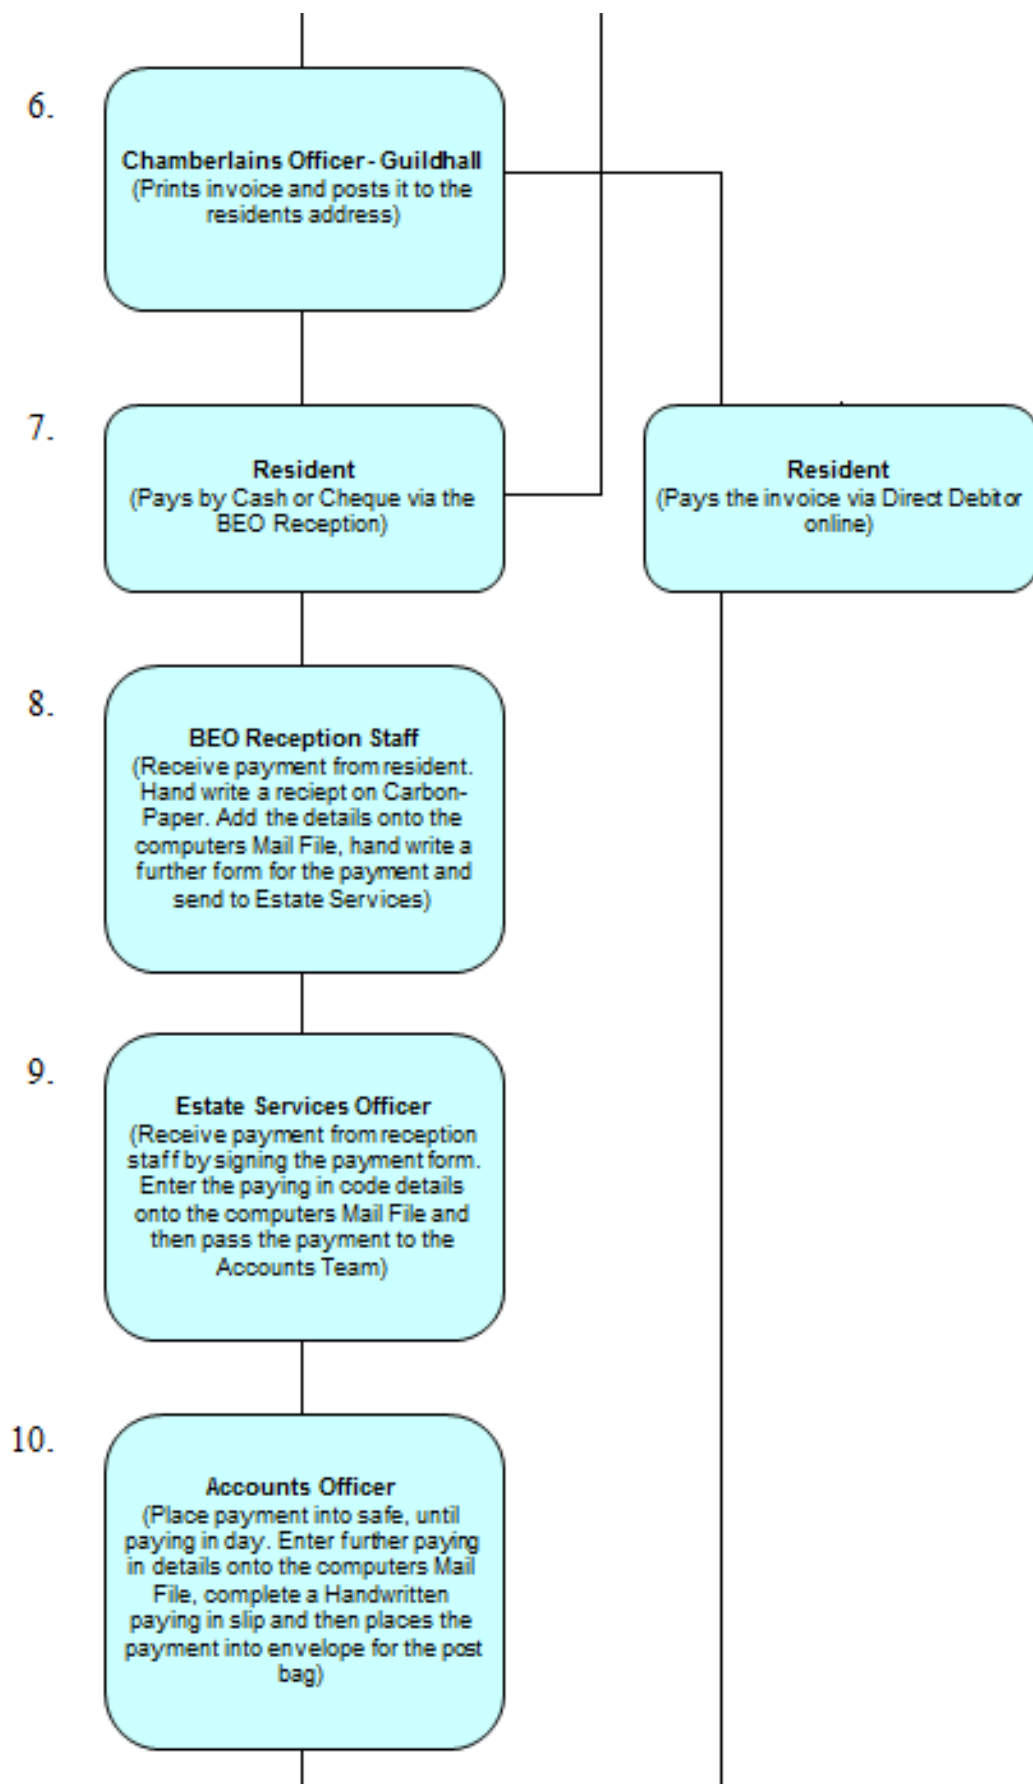 6.
Chamberlains Officer - Guildhall
(Prints invoice and posts it to the
residents address)
7.
Resident
(Pays by Cash or Cheque via the
BEO Reception)
Resident
(Pays the invoice via Direct Debit or
online)
8.
BEO Reception Staff
(Receive payment from resident.
Hand write a reciept on Carbon-
Paper. Add the details onto the
computers Mail File, hand write a
further form for the payment and
send to Estate Services)
9.
Estate Services Officer
(Receive payment from reception
staff by signing the payment form.
Enter the paying in code details
onto the computers Mail File and
then pass the payment to the
Accounts Team)
10.
Accounts Officer
(Place payment into safe, until
paying in day. Enter further paying
in details onto the computers Mail
File, complete a Handwritten
paying in slip and then places the
payment into envelope for the post
bag)